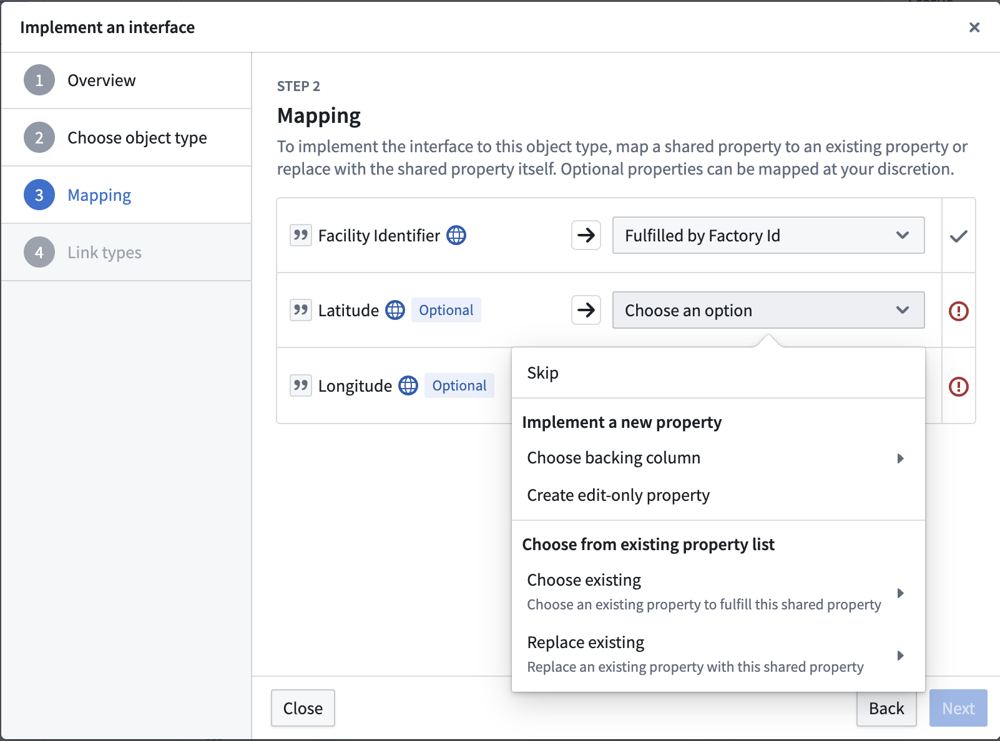 Implement an interface
1 Overview
2 Choose object type
3 Mapping
4 Link types
STEP 2
Mapping
To implement the interface to this object type, map a shared property to an existing property or
replace with the shared property itself. Optional properties can be mapped at your discretion.
Facility Identifier
Fulfilled by Factory Id
Latitude
Optional
Choose an option
Longitude
Optional
Skip
Implement a new property
Choose backing column
Create edit-only property
Choose from existing property list
Choose existing
Choose an existing property to fulfill this shared property
Replace existing
Replace an existing property with this shared property
Close
Back
Next